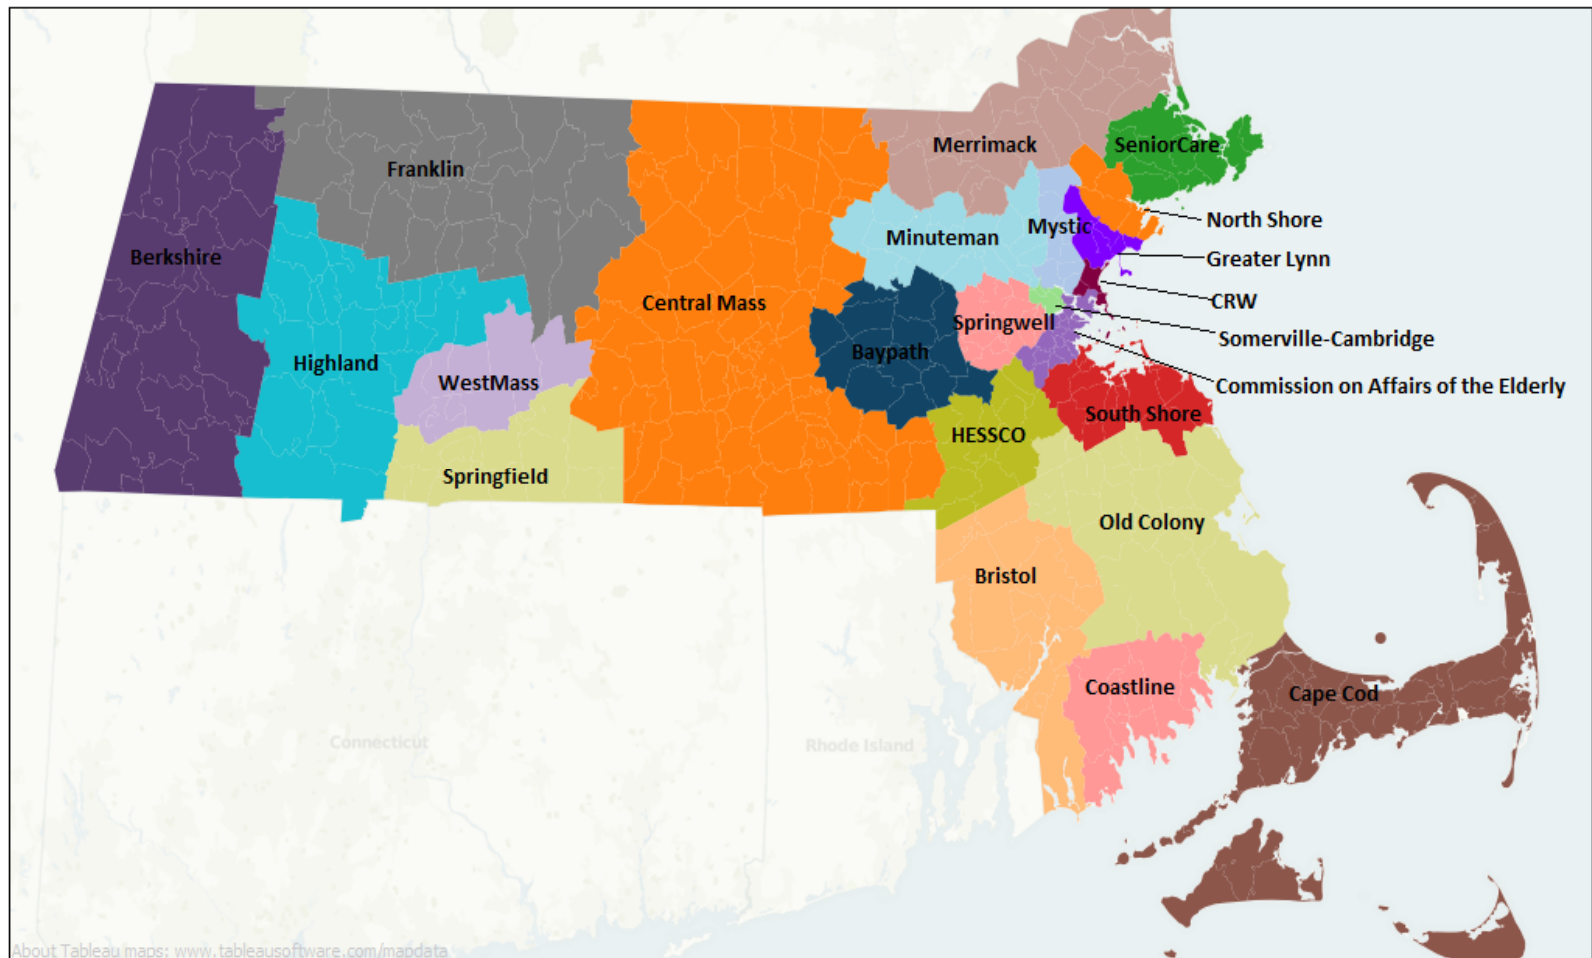 Merrimack
SeniorCare
Franklin
North Shore
Mystic
Minuteman
Berkshire
Greater Lynn
CRW
Central Mass
Springwell
Somerville-Cambridge
Baypath
Highland
WestMass
Commission on Affairs of the Elderly
South Shore
HESSCO
Springfield
Old Colony
Bristol
Coastline
Cape Cod
Connecticut
Rhode Island
About Tableau maps: www.tableausoftware.com/mapdata